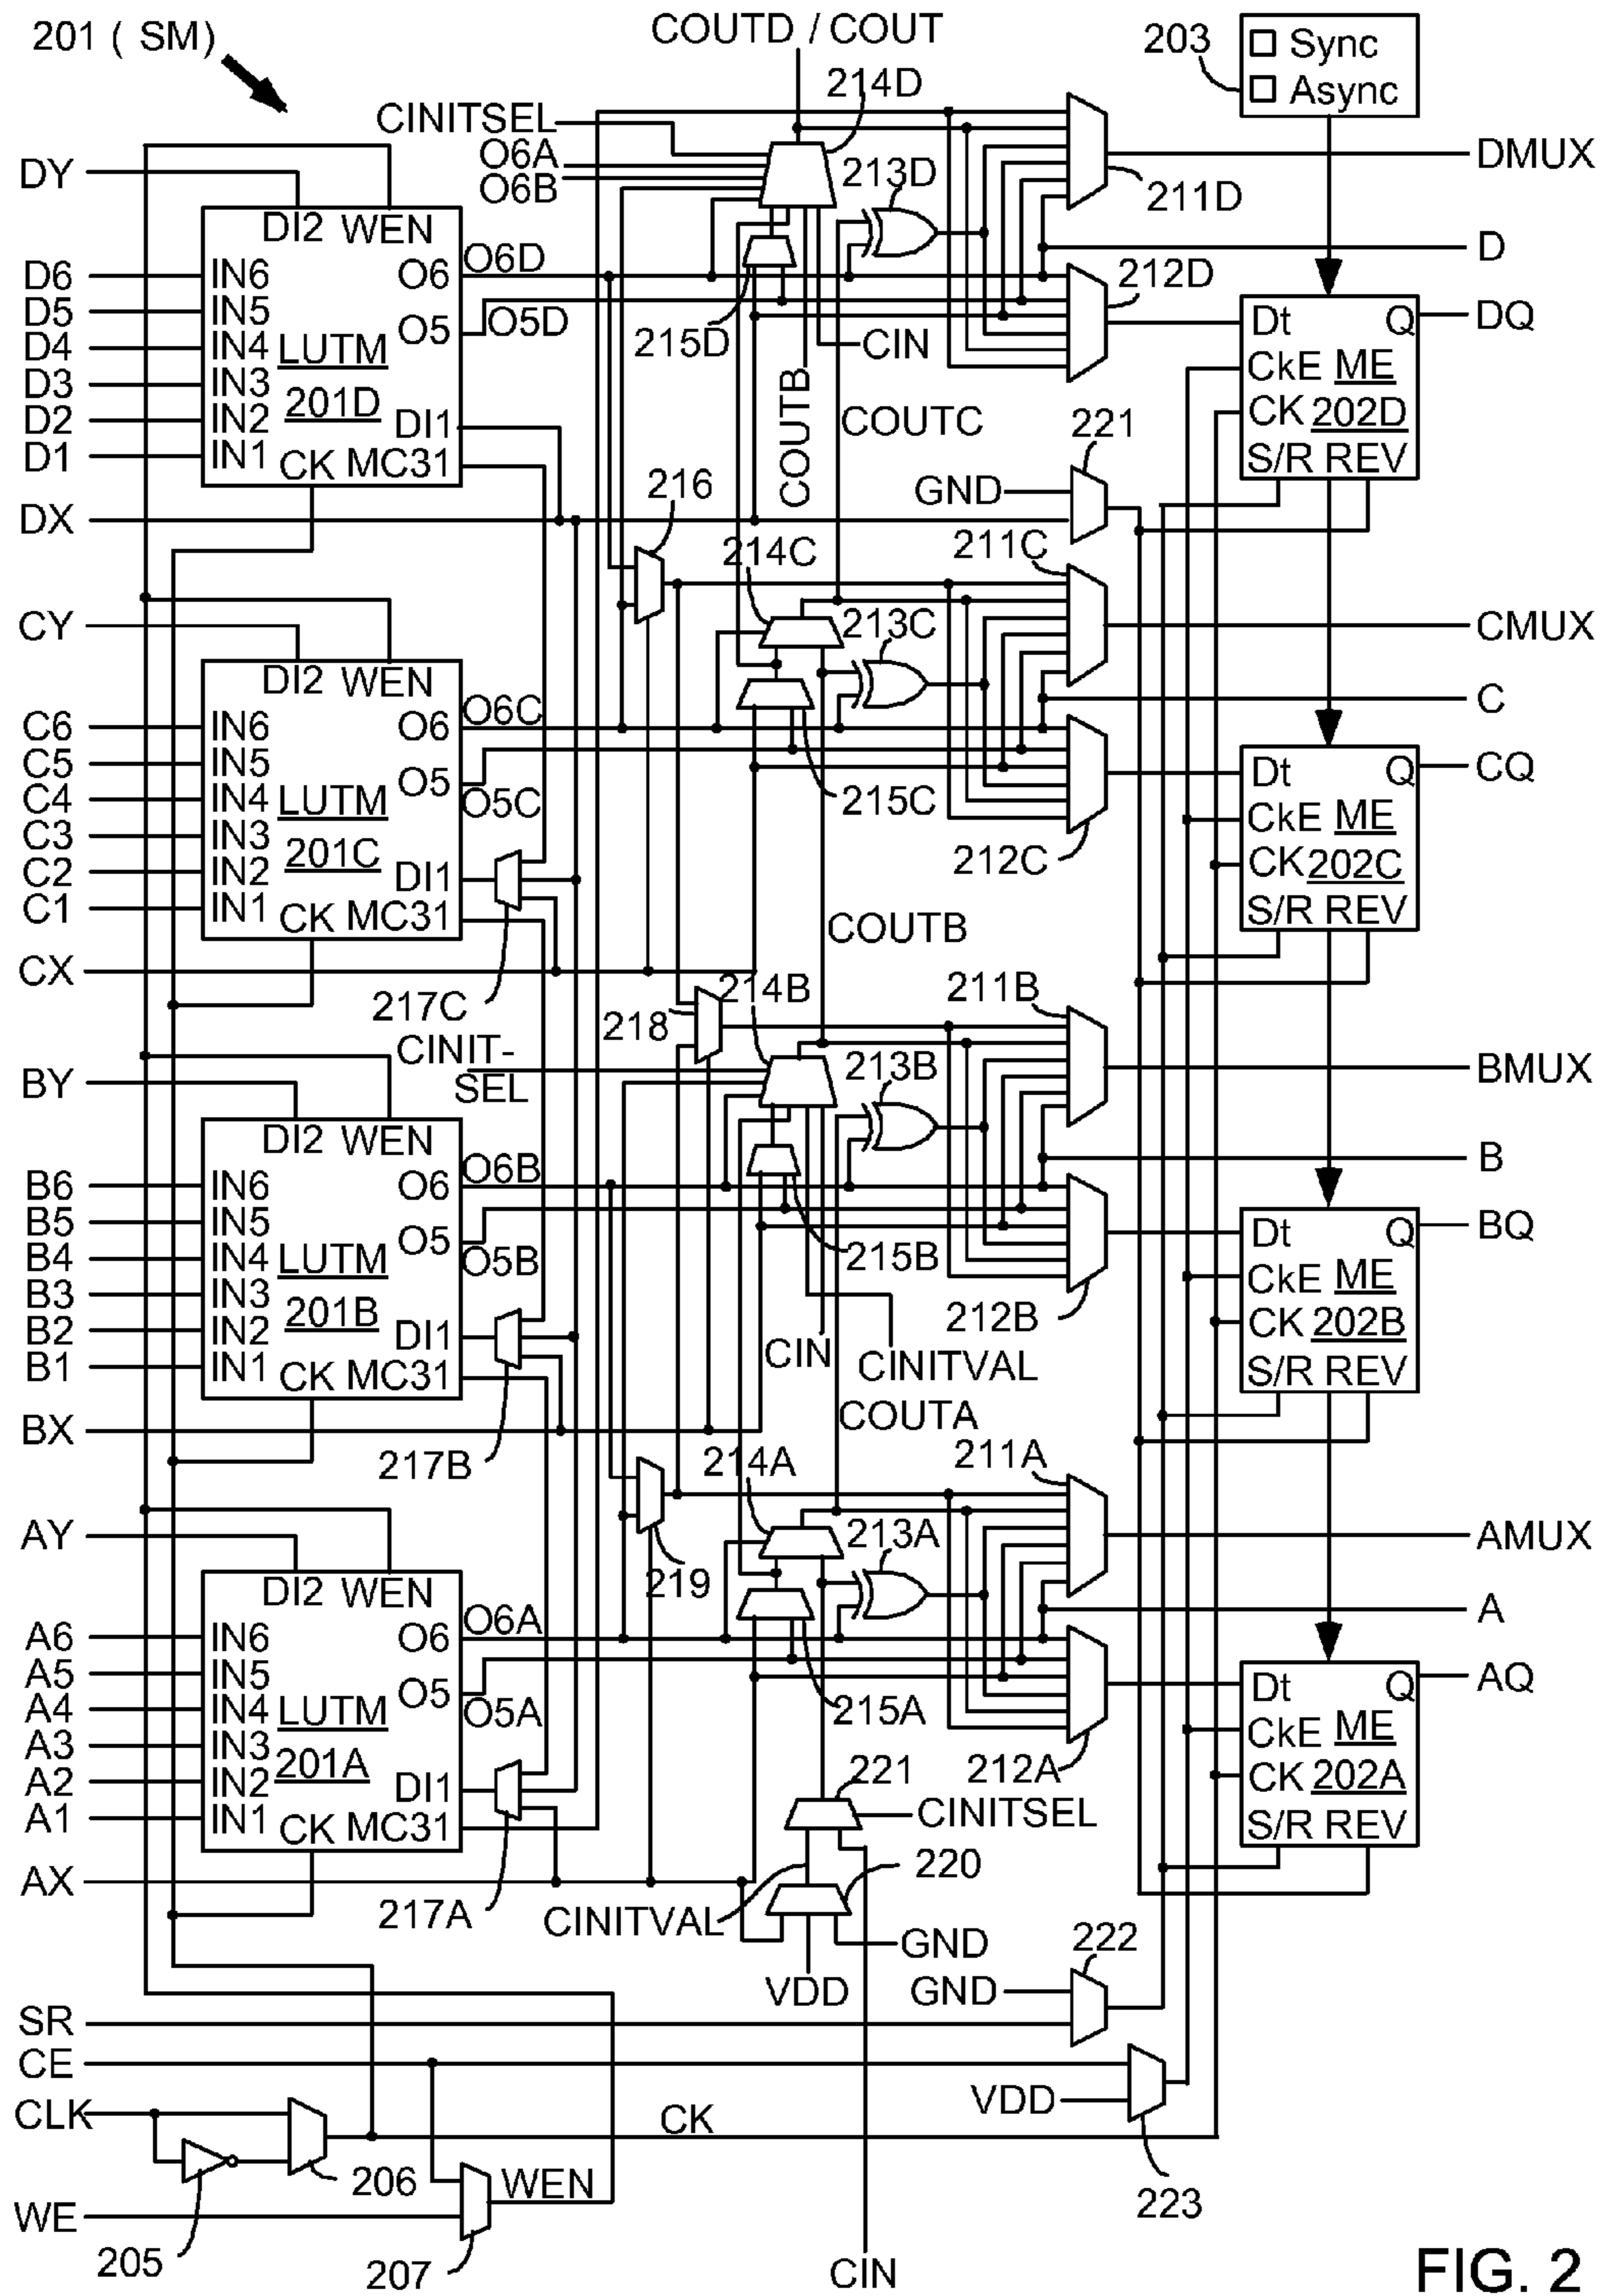 201 ( SM)
COUTD / COUT
203
Sync
Async
214D
CINITSEL
O6A
O6B
213D
DMUX
211D
DY
DI2 WEN
D6
D5
D4
D3
D2
D1
IN6
IN5
IN4
IN3
IN2
IN1
O6
O5
LUTM
201D
DI1
CK MC31
O6D
O5D
215D
CIN
COUTB
COUTC
D
212D
Dt Q
CkE ME
CK 202D
S/R REV
DQ
221
GND
DX
216
214C
211C
CY
213C
CMUX
DI2 WEN
C6
C5
C4
C3
C2
C1
IN6
IN5
IN4
IN3
IN2
IN1
O6
O5
LUTM
201C
DI1
CK MC31
O6C
O5C
C
215C
212C
Dt Q
CkE ME
CK 202C
S/R REV
CQ
COUTB
CX
217C
214B
218
211B
CINIT-
SEL
213B
BMUX
BY
DI2 WEN
B6
B5
B4
B3
B2
B1
IN6
IN5
IN4
IN3
IN2
IN1
O6
O5
LUTM
201B
DI1
CK MC31
O6B
O5B
B
215B
212B
Dt Q
CkE ME
CK 202B
S/R REV
BQ
CIN
CINITVAL
COUTA
BX
217B
214A
211A
219
213A
AMUX
AY
DI2 WEN
A6
A5
A4
A3
A2
A1
IN6
IN5
IN4
IN3
IN2
IN1
O6
O5
LUTM
201A
DI1
CK MC31
O6A
O5A
A
215A
212A
Dt Q
CkE ME
CK 202A
S/R REV
AQ
221
CINITSEL
220
AX
217A
CINITVAL
GND
VDD
222
GND
SR
CE
VDD
CLK
CK
206
WEN
223
WE
205
207
CIN
FIG. 2